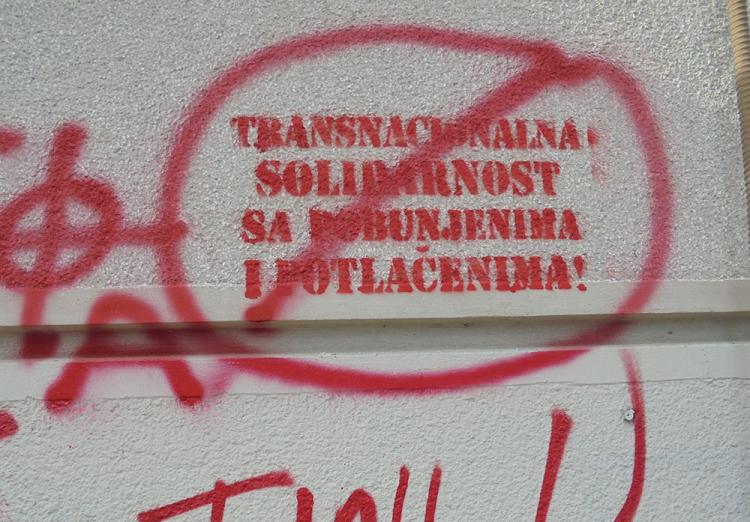 TRANSNACIONALNA
SOLIDARNOST
SA POBUNJENIMA
I POTLAČENIMA!